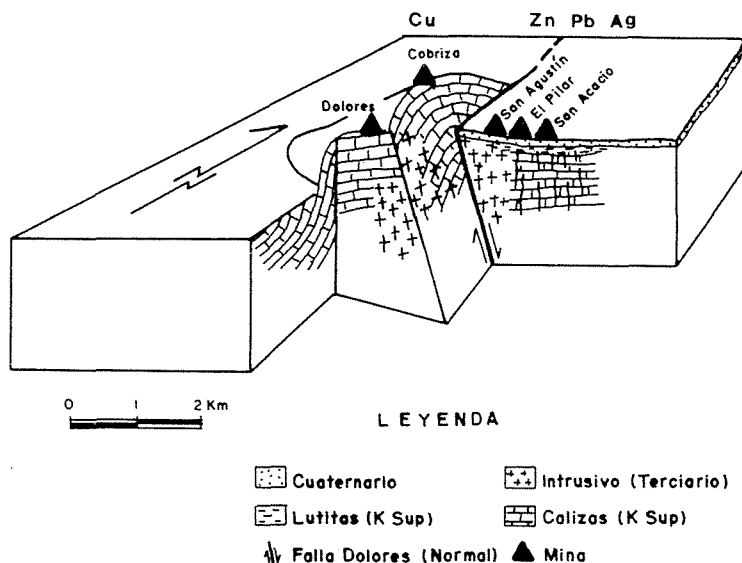 Cu Zn Pb Ag
Cobriza
San Agustín
El Pilar
San Acacio
Dolores
0 1 2 Km
LEYENDA
Cuaternario
Intrusivo (Terciario)
Lutitas (K Sup)
Calizas (K Sup)
Falla Dolores (Normal)
Mina